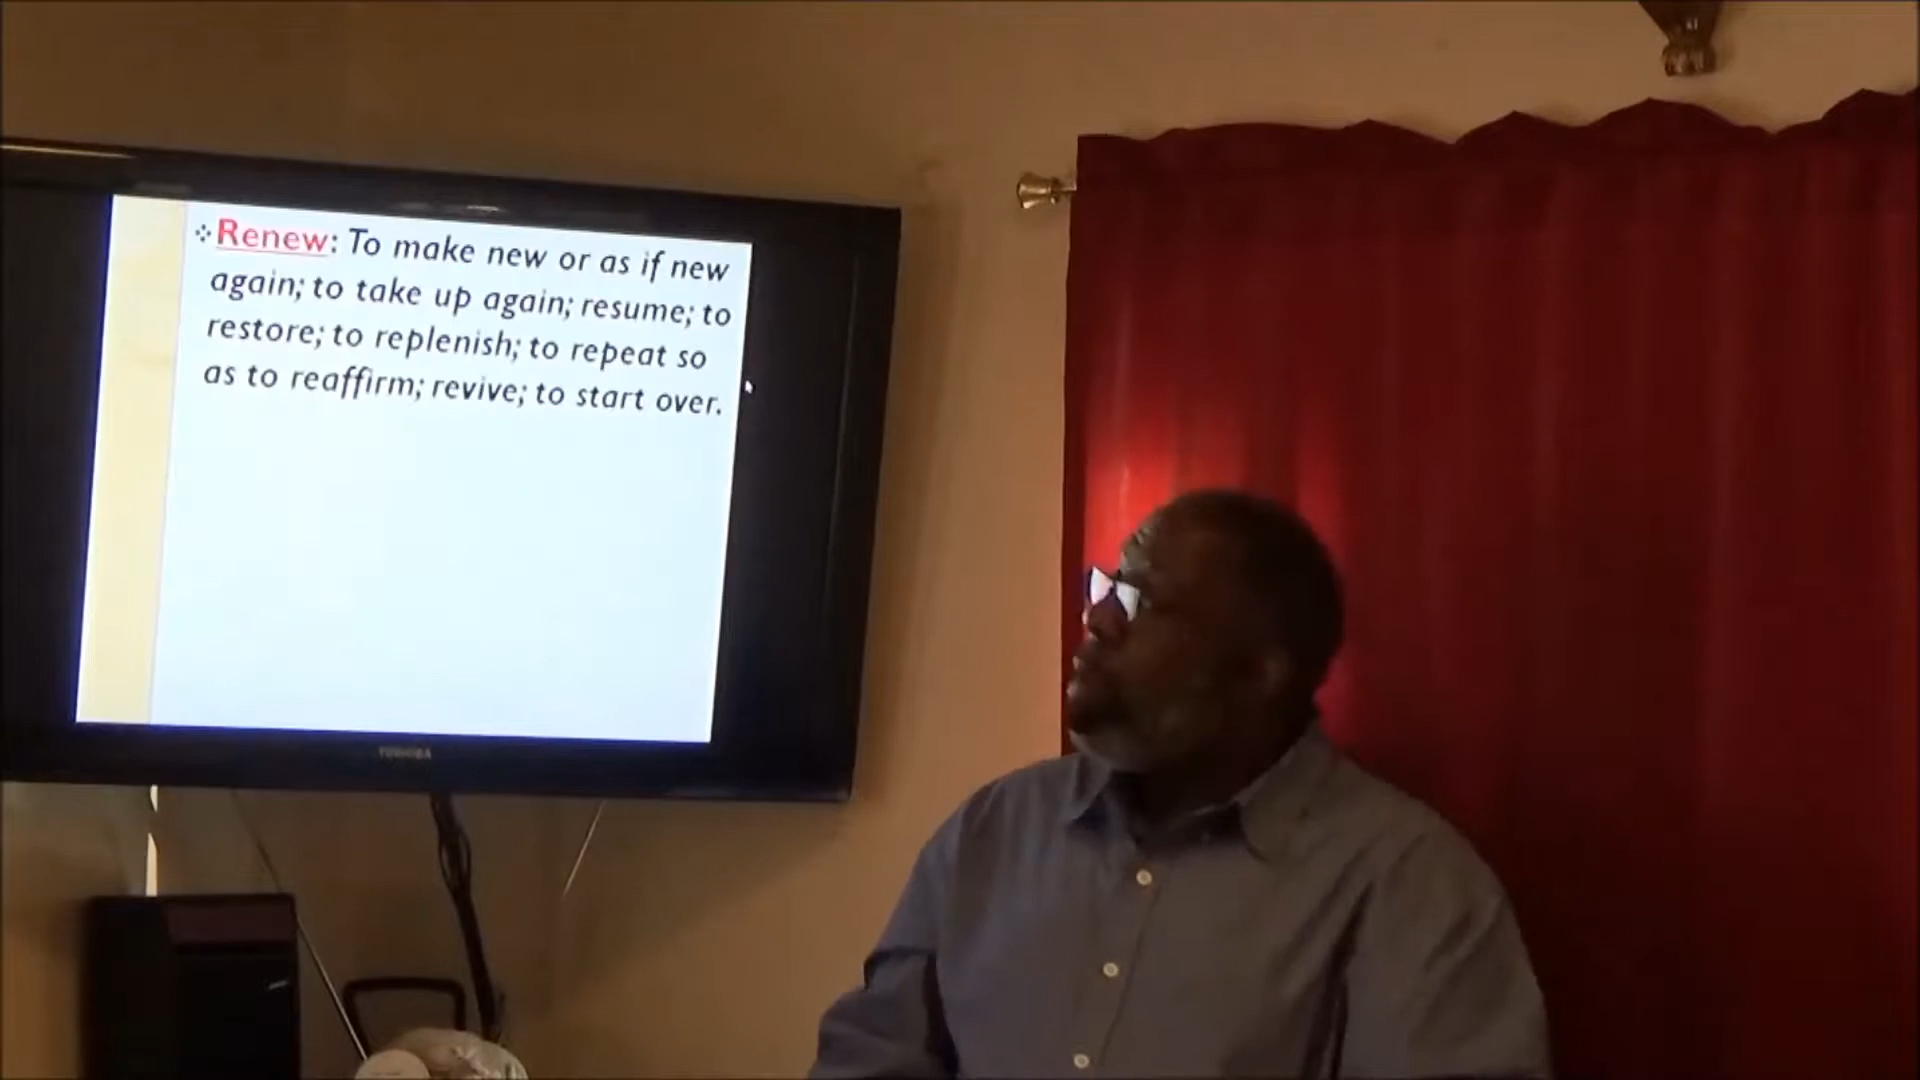 Renew: To make new or as if new
again; to take up again; resume; to
restore; to replenish; to repeat so
as to reaffirm; revive; to start over.
TOSHIBA